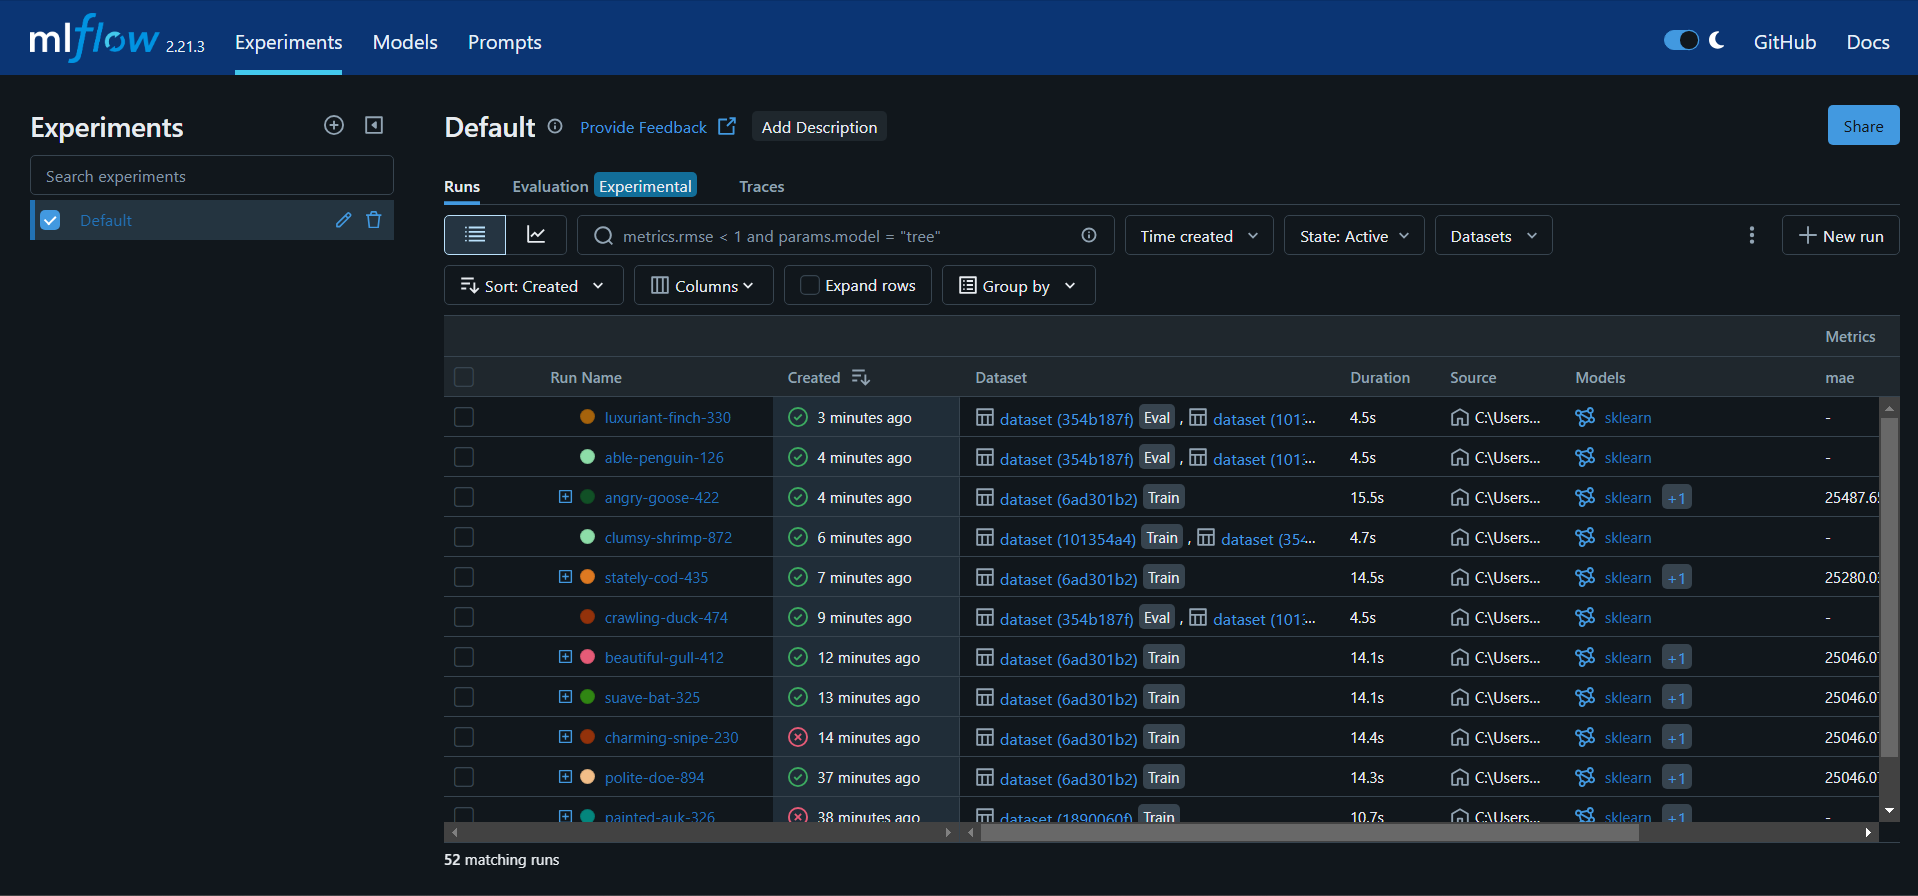 mlflow 2.21.3 Experiments Models Prompts GitHub Docs
Experiments
Search experiments
Default
Default Provide Feedback Add Description Share
Runs Evaluation Experimental Traces
metrics.rmse < 1 and params.model = "tree" Time created State: Active Datasets New run
Sort: Created Columns Expand rows Group by
Metrics
Run Name Created Dataset Duration Source Models mae
luxuriant-finch-330 3 minutes ago dataset (354b187f) Eval , dataset (101... 4.5s C:\Users... sklearn -
able-penguin-126 4 minutes ago dataset (354b187f) Eval , dataset (101... 4.5s C:\Users... sklearn -
angry-goose-422 4 minutes ago dataset (6ad301b2) Train 15.5s C:\Users... sklearn +1 25487.65
clumsy-shrimp-872 6 minutes ago dataset (101354a4) Train , dataset (354... 4.7s C:\Users... sklearn -
stately-cod-435 7 minutes ago dataset (6ad301b2) Train 14.5s C:\Users... sklearn +1 25280.03
crawling-duck-474 9 minutes ago dataset (354b187f) Eval , dataset (101... 4.5s C:\Users... sklearn -
beautiful-gull-412 12 minutes ago dataset (6ad301b2) Train 14.1s C:\Users... sklearn +1 25046.07
suave-bat-325 13 minutes ago dataset (6ad301b2) Train 14.1s C:\Users... sklearn +1 25046.07
charming-snipe-230 14 minutes ago dataset (6ad301b2) Train 14.4s C:\Users... sklearn +1 25046.07
polite-doe-894 37 minutes ago dataset (6ad301b2) Train 14.3s C:\Users... sklearn +1 25046.07
painted-auk-326 38 minutes ago dataset (1890060f) Train 10.7s C:\Users... sklearn +1 -
52 matching runs